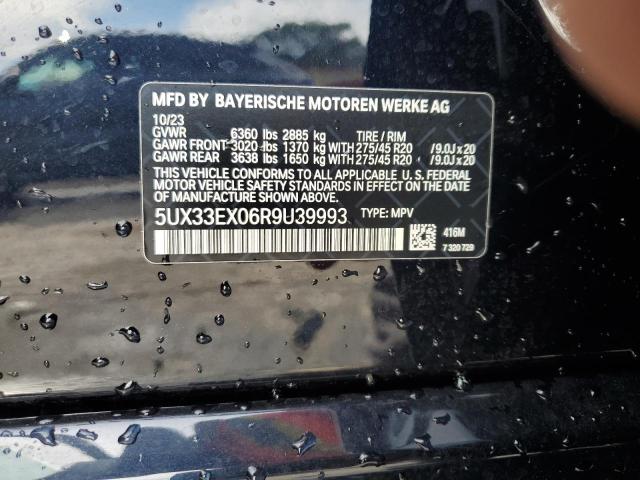 MFD BY BAYERISCHE MOTOREN WERKE AG
10/23
GVWR 6360 lbs 2885 kg TIRE / RIM
GAWR FRONT 3020 lbs 1370 kg WITH 275/45 R20 / 9.0J x 20
GAWR REAR 3638 lbs 1650 kg WITH 275/45 R20 / 9.0J x 20
THIS VEHICLE CONFORMS TO ALL APPLICABLE U. S. FEDERAL
MOTOR VEHICLE SAFETY STANDARDS IN EFFECT ON THE DATE
OF MANUFACTURE SHOWN ABOVE.
5UX33EX06R9U39993 TYPE: MPV
416M
7 320 729